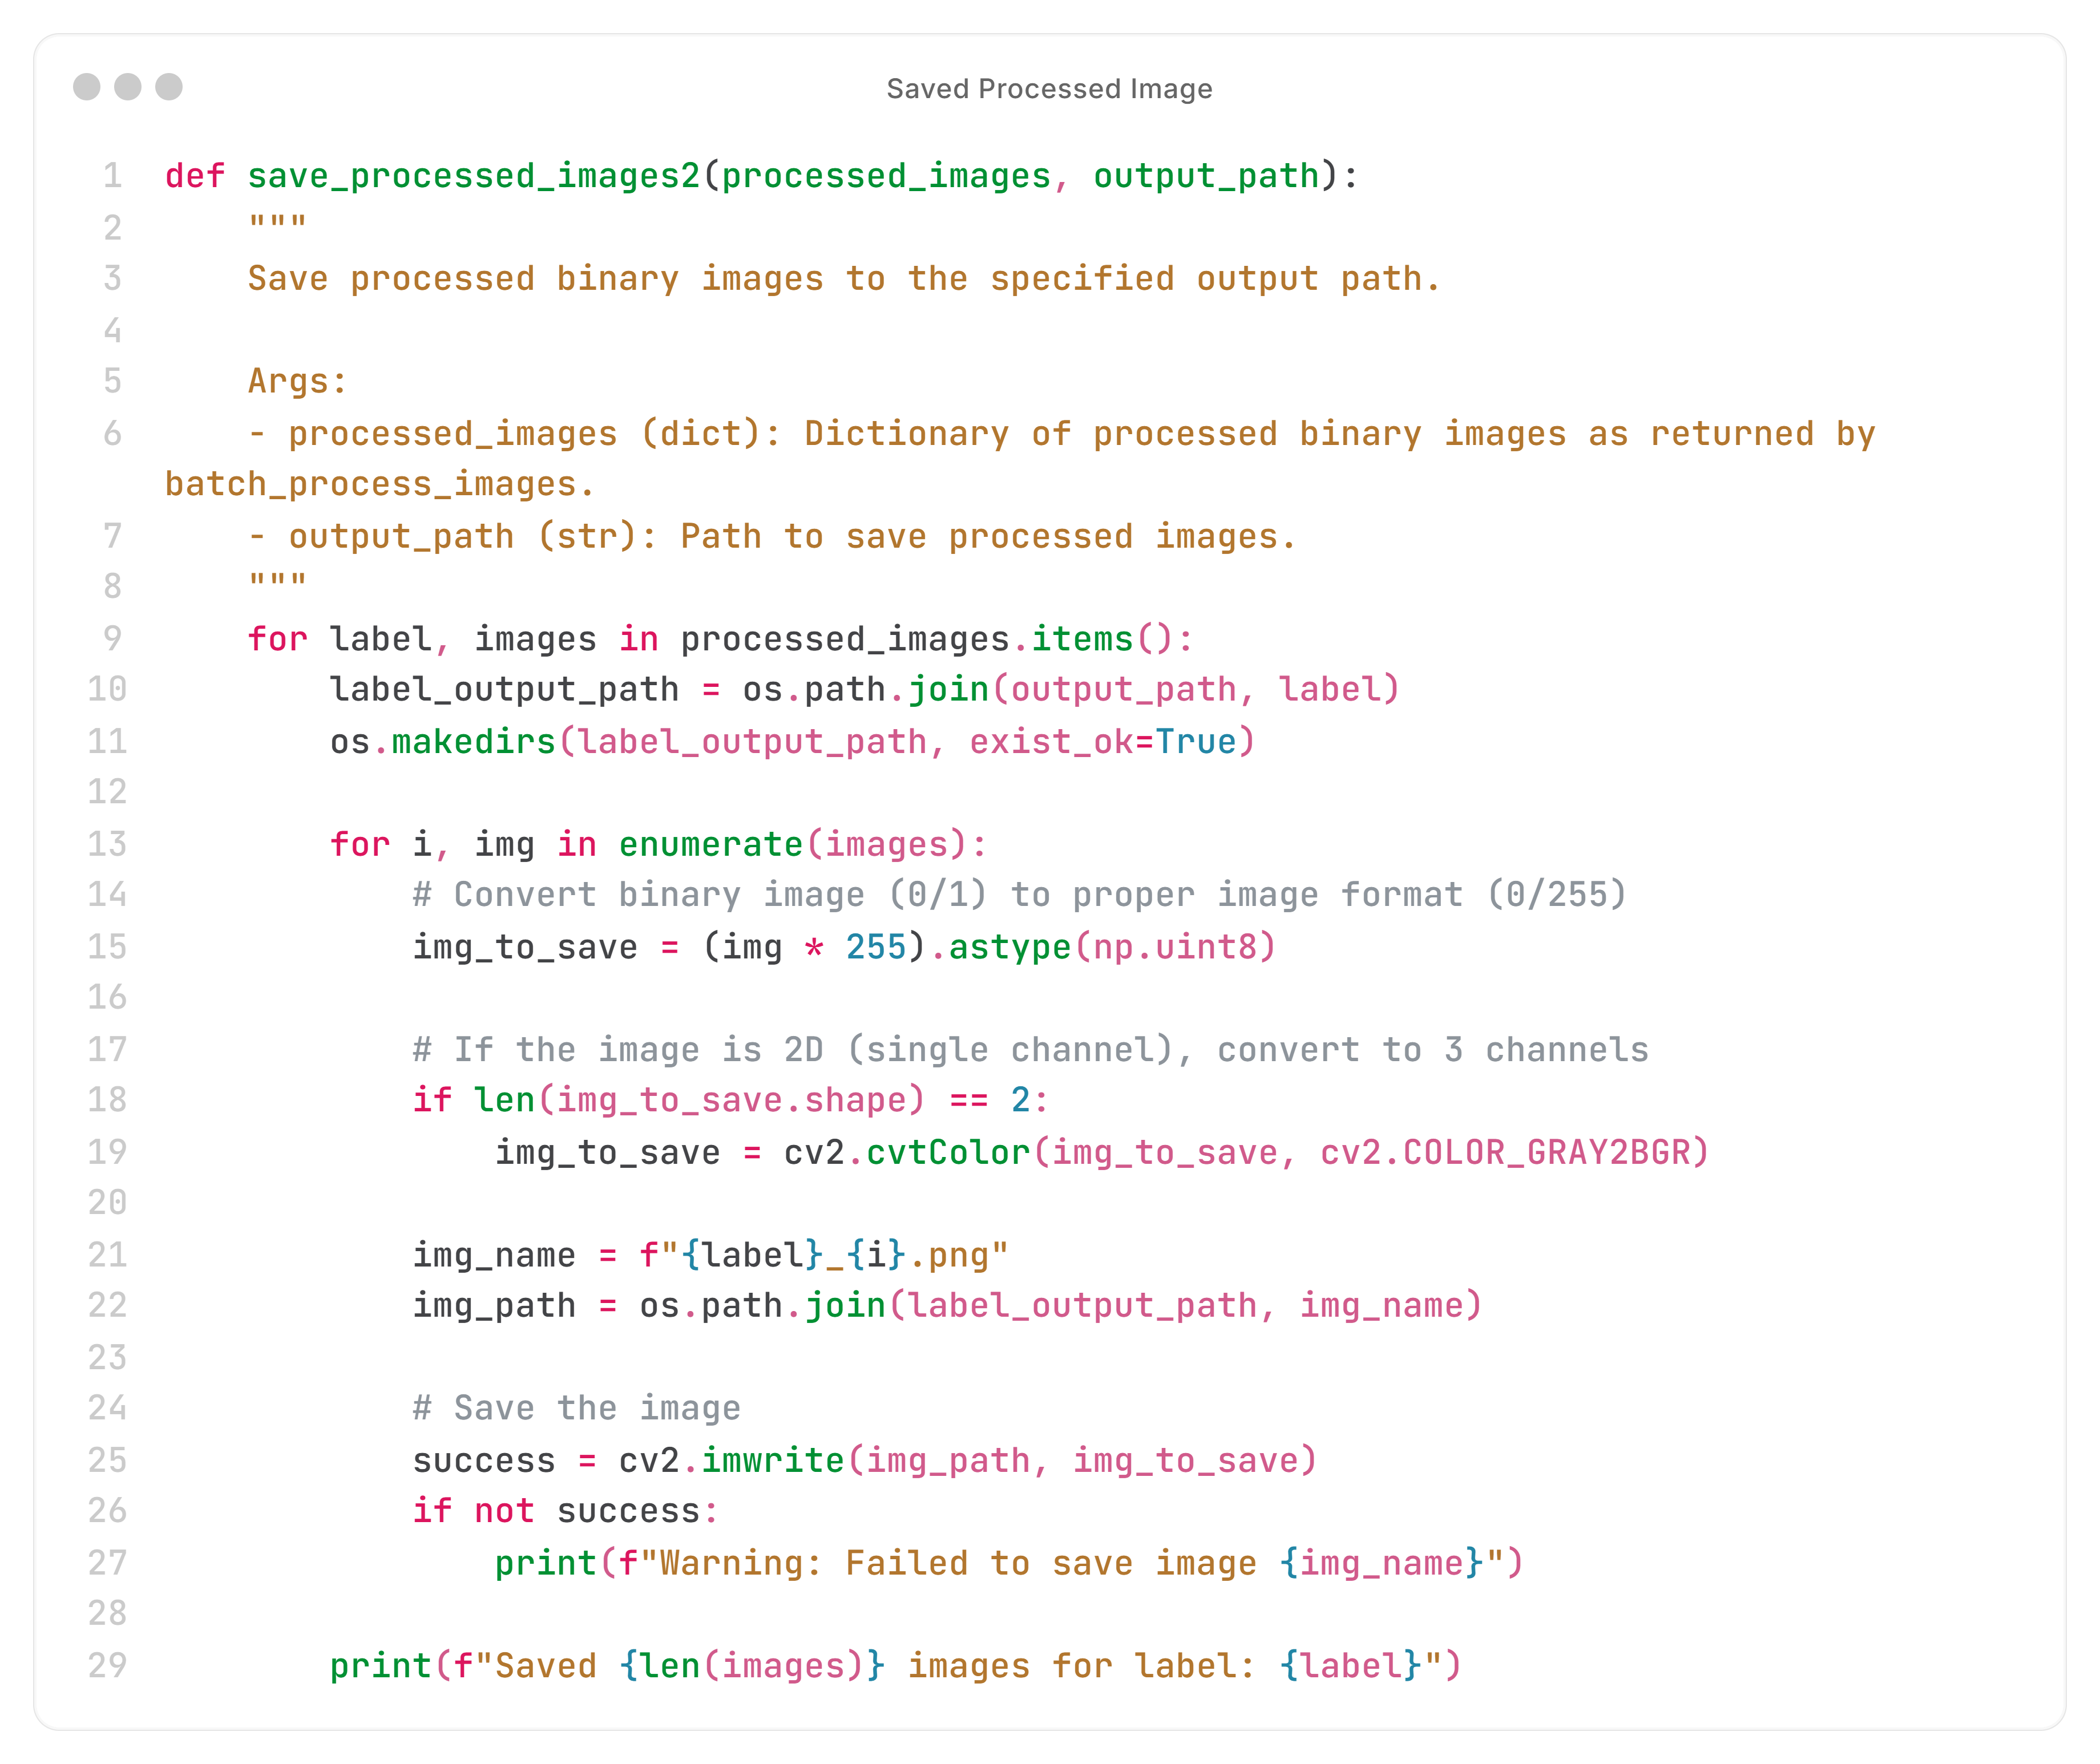 Saved Processed Image
1 def save_processed_images2(processed_images, output_path):
2     """
3     Save processed binary images to the specified output path.
4
5     Args:
6     - processed_images (dict): Dictionary of processed binary images as returned by
batch_process_images.
7     - output_path (str): Path to save processed images.
8     """
9     for label, images in processed_images.items():
10         label_output_path = os.path.join(output_path, label)
11         os.makedirs(label_output_path, exist_ok=True)
12
13         for i, img in enumerate(images):
14             # Convert binary image (0/1) to proper image format (0/255)
15             img_to_save = (img * 255).astype(np.uint8)
16
17             # If the image is 2D (single channel), convert to 3 channels
18             if len(img_to_save.shape) == 2:
19                 img_to_save = cv2.cvtColor(img_to_save, cv2.COLOR_GRAY2BGR)
20
21             img_name = f"{label}_{i}.png"
22             img_path = os.path.join(label_output_path, img_name)
23
24             # Save the image
25             success = cv2.imwrite(img_path, img_to_save)
26             if not success:
27                 print(f"Warning: Failed to save image {img_name}")
28
29         print(f"Saved {len(images)} images for label: {label}")